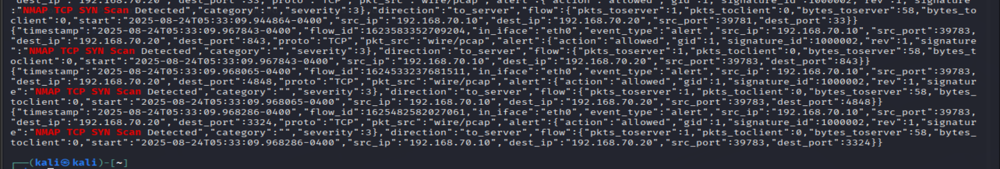 "dest_ip":"192.168.70.20","dest_port":33,"proto":"TCP","pkt_src":"wire/pcap","alert":{"action":"allowed","gid":1,"signature_id":1000002,"rev":1,"signature
":"NMAP TCP SYN Scan Detected","category":"","severity":3},"direction":"to_server","flow":{"pkts_toserver":1,"pkts_toclient":0,"bytes_toserver":58,"bytes_to
client":0,"start":"2025-08-24T05:33:09.944864-0400","src_ip":"192.168.70.10","dest_ip":"192.168.70.20","src_port":39781,"dest_port":33}}
{"timestamp":"2025-08-24T05:33:09.967843-0400","flow_id":1623583352709204,"in_iface":"eth0","event_type":"alert","src_ip":"192.168.70.10","src_port":39783,
"dest_ip":"192.168.70.20","dest_port":843,"proto":"TCP","pkt_src":"wire/pcap","alert":{"action":"allowed","gid":1,"signature_id":1000002,"rev":1,"signature
":"NMAP TCP SYN Scan Detected","category":"","severity":3},"direction":"to_server","flow":{"pkts_toserver":1,"pkts_toclient":0,"bytes_toserver":58,"bytes_t
oclient":0,"start":"2025-08-24T05:33:09.967843-0400","src_ip":"192.168.70.10","dest_ip":"192.168.70.20","src_port":39783,"dest_port":843}}
{"timestamp":"2025-08-24T05:33:09.968065-0400","flow_id":1624533237681511,"in_iface":"eth0","event_type":"alert","src_ip":"192.168.70.10","src_port":39783,
"dest_ip":"192.168.70.20","dest_port":4848,"proto":"TCP","pkt_src":"wire/pcap","alert":{"action":"allowed","gid":1,"signature_id":1000002,"rev":1,"signatur
e":"NMAP TCP SYN Scan Detected","category":"","severity":3},"direction":"to_server","flow":{"pkts_toserver":1,"pkts_toclient":0,"bytes_toserver":58,"bytes_
toclient":0,"start":"2025-08-24T05:33:09.968065-0400","src_ip":"192.168.70.10","dest_ip":"192.168.70.20","src_port":39783,"dest_port":4848}}
{"timestamp":"2025-08-24T05:33:09.968286-0400","flow_id":1625482582027061,"in_iface":"eth0","event_type":"alert","src_ip":"192.168.70.10","src_port":39783,
"dest_ip":"192.168.70.20","dest_port":3324,"proto":"TCP","pkt_src":"wire/pcap","alert":{"action":"allowed","gid":1,"signature_id":1000002,"rev":1,"signatur
e":"NMAP TCP SYN Scan Detected","category":"","severity":3},"direction":"to_server","flow":{"pkts_toserver":1,"pkts_toclient":0,"bytes_toserver":58,"bytes_
toclient":0,"start":"2025-08-24T05:33:09.968286-0400","src_ip":"192.168.70.10","dest_ip":"192.168.70.20","src_port":39783,"dest_port":3324}}
┌──(kali㉿kali)-[~]